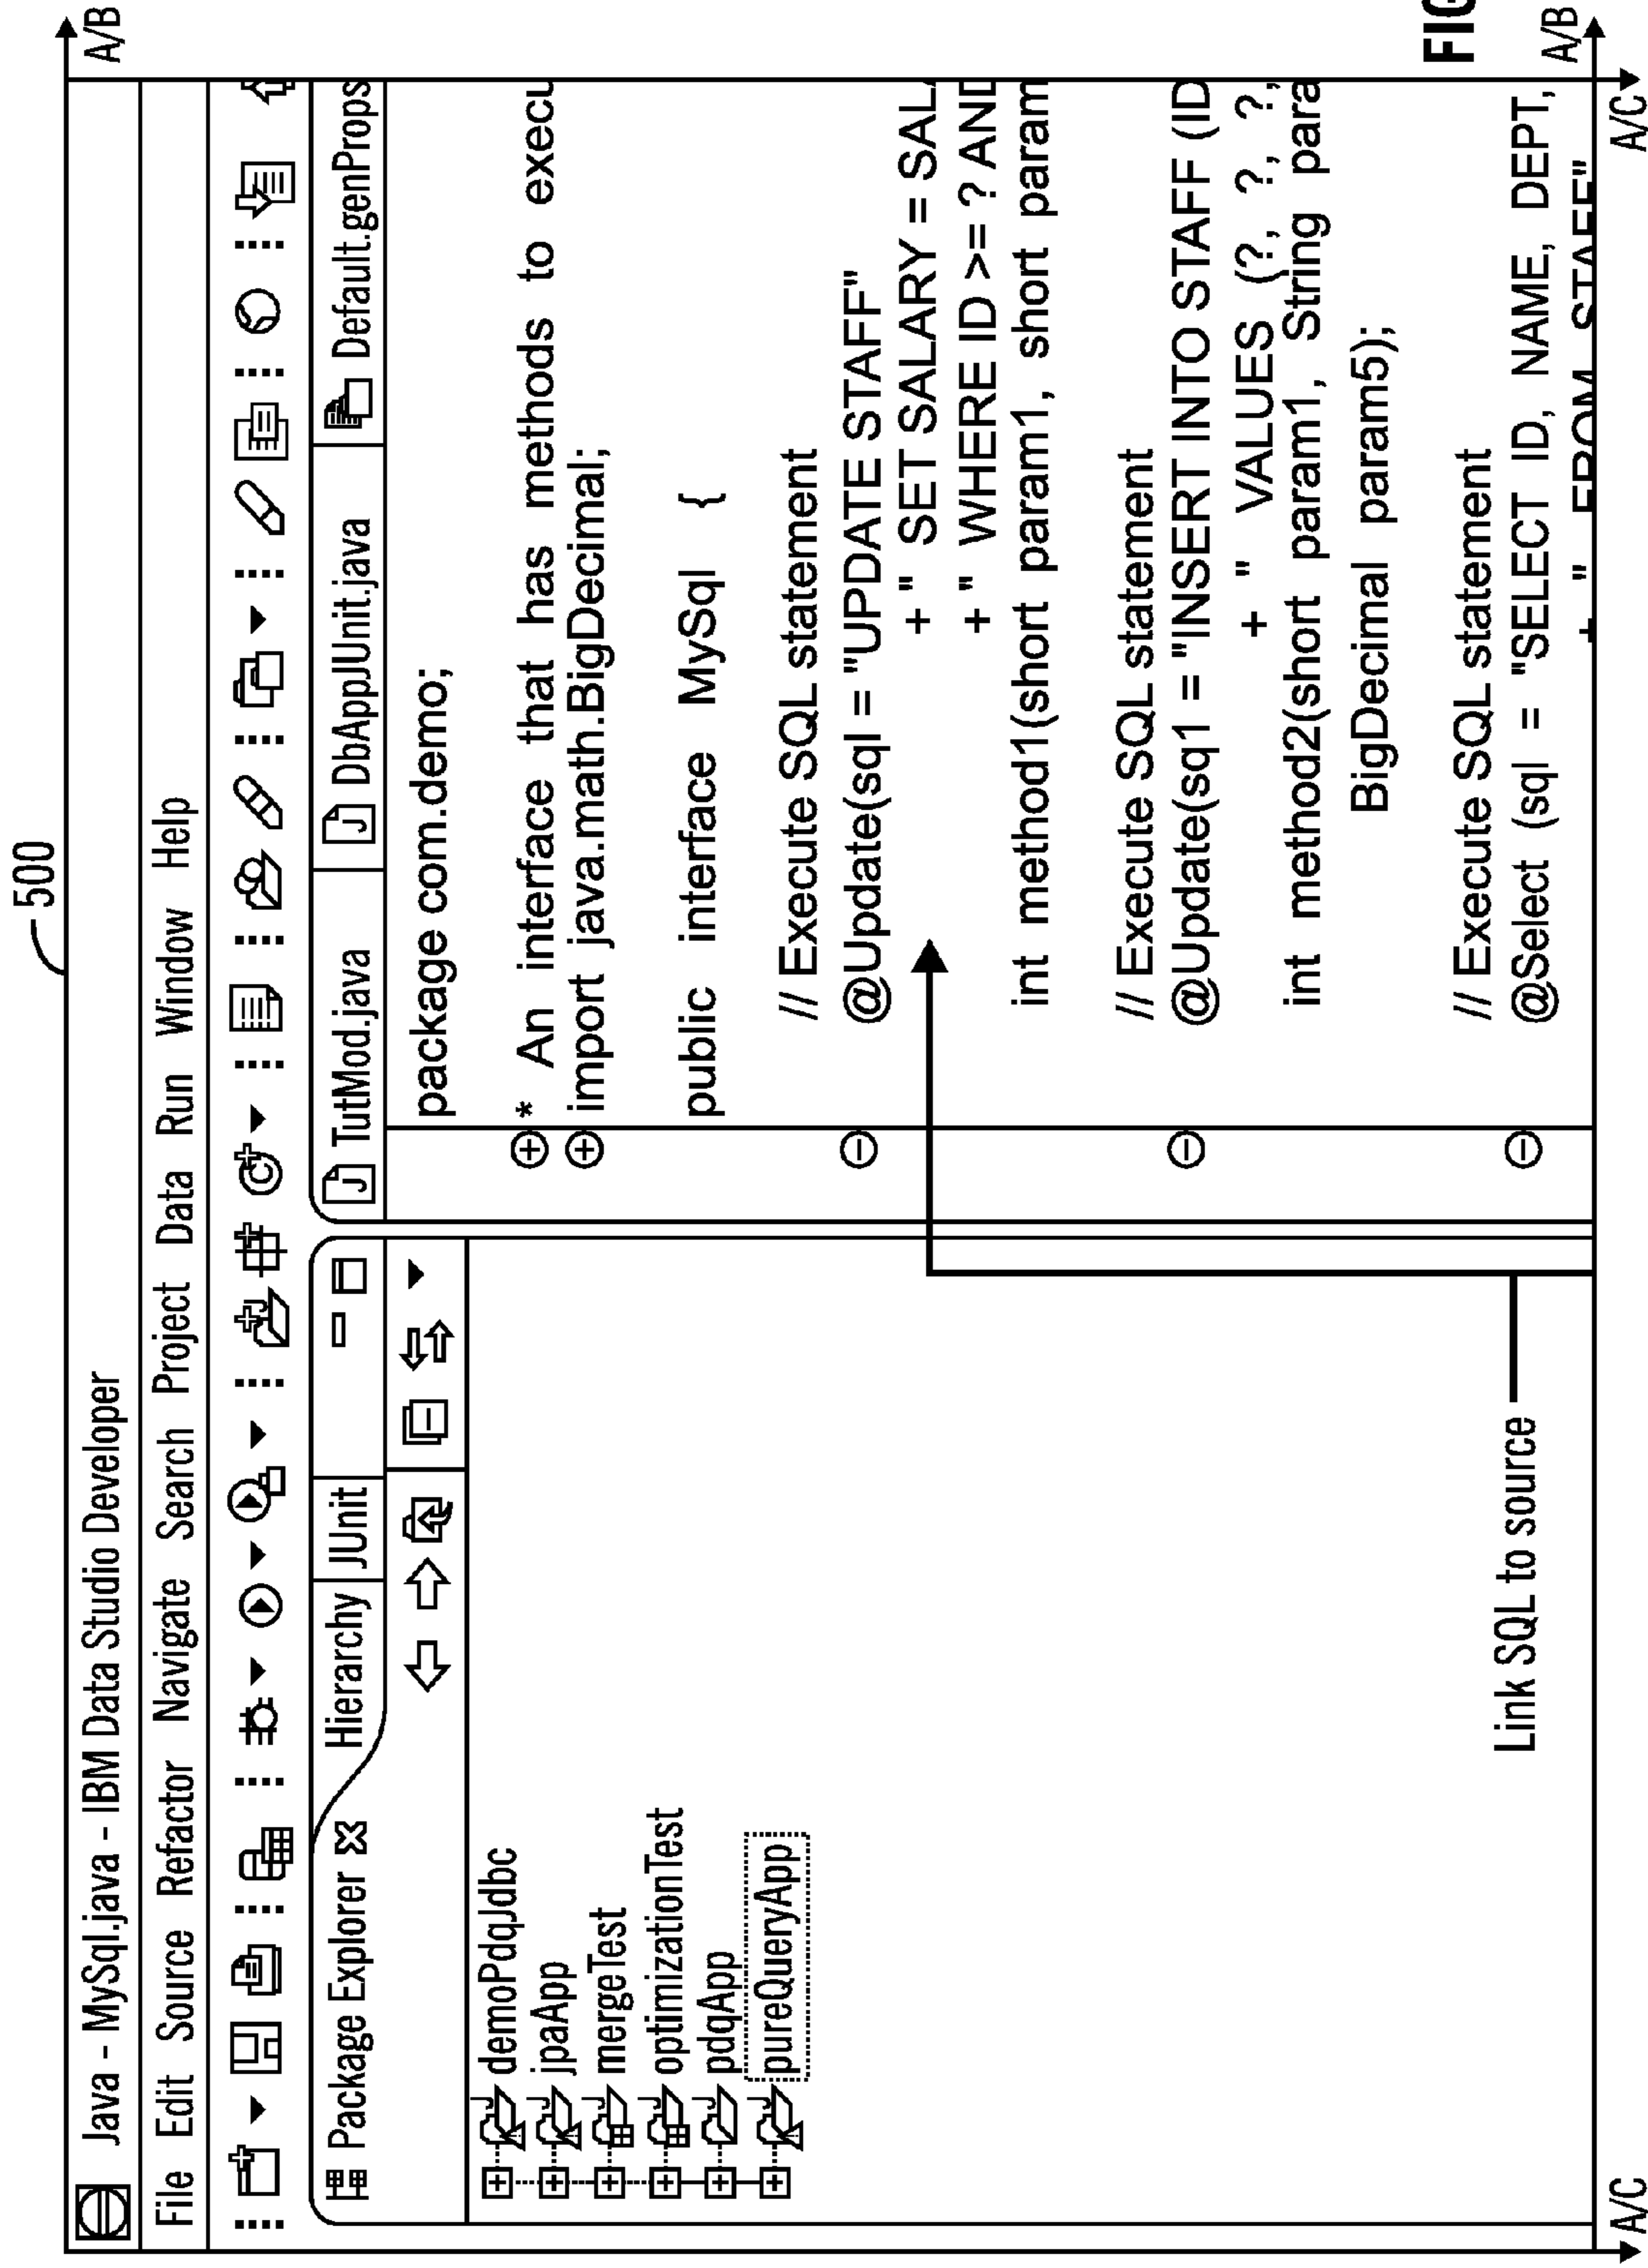 500
A/B
Java - MySql.java - IBM Data Studio Developer
File Edit Source Refactor Navigate Search Project Data Run Window Help
Package Explorer Hierarchy JUnit
J TutMod.java J DbAppJUnit.java Default.genProps
demoPdqJdbc
jpaApp
mergeTest
optimizationTest
pdqApp
pureQueryApp
package com.demo;
* An interface that has methods to execu
import java.math.BigDecimal;
public interface MySql {
// Execute SQL statement
@Update(sql = "UPDATE STAFF"
+ " SET SALARY = SALA
+ " WHERE ID >= ? AND
int method1(short param1, short param
// Execute SQL statement
@Update(sq1 = "INSERT INTO STAFF (ID
+ " VALUES (?, ?, ?, ?,
int method2(short param1, String para
BigDecimal param5);
// Execute SQL statement
@Select (sql = "SELECT ID, NAME, DEPT,
+ " FROM STAFF"
Link SQL to source
A/C
A/C
A/B
FIG